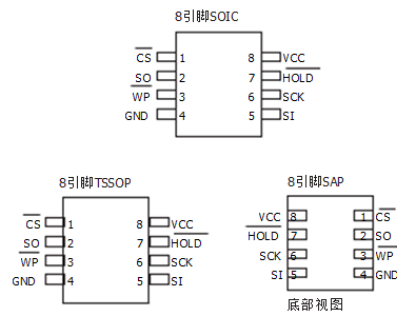 8引脚SOIC
CS 1 8 VCC
SO 2 7 HOLD
WP 3 6 SCK
GND 4 5 SI
8引脚TSSOP
CS 1 8 VCC
SO 2 7 HOLD
WP 3 6 SCK
GND 4 5 SI
8引脚SAP
VCC 8 1 CS
HOLD 7 2 SO
SCK 6 3 WP
SI 5 4 GND
底部视图